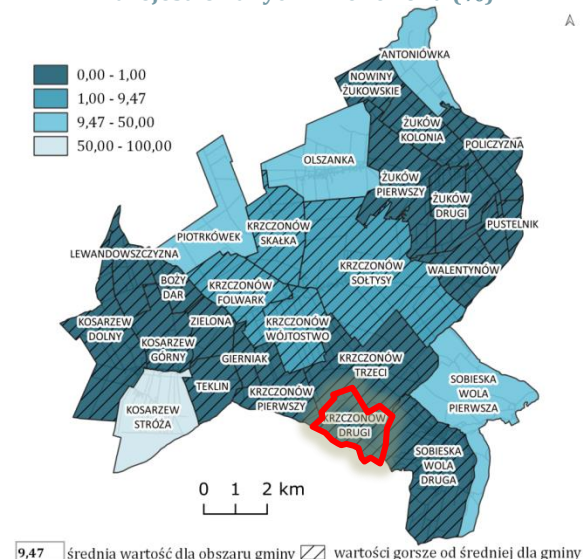 ANTONIÓWKA
0,00 - 1,00
1,00 - 9,47
9,47 - 50,00
50,00 - 100,00
NOWINY
ŻUKOWSKIE
ŻUKÓW
KOLONIA
POLICZYZNA
OLSZANKA
ŻUKÓW
PIERWSZY
ŻUKÓW
DRUGI
PUSTELNIK
PIOTRKÓWEK
KRZCZONÓW
SKAŁKA
LEWANDOWSZCZYZNA
KRZCZONÓW
SOŁTYSY
WALENTYNÓW
BOŻY
DAR
KRZCZONÓW
FOLWARK
KOSARZEW
DOLNY
ZIELONA
KRZCZONÓW
WÓJTOSTWO
KOSARZEW
GÓRNY
GIERNIAK
KRZCZONÓW
TRZECI
TEKLIN
KRZCZONÓW
PIERWSZY
SOBIESKA
WOLA
PIERWSZA
KOSARZEW
STRÓŻA
KRZCZONÓW
DRUGI
SOBIESKA
WOLA
DRUGA
0 1 2 km
9,47 średnia wartość dla obszaru gminy wartości gorsze od średniej dla gminy